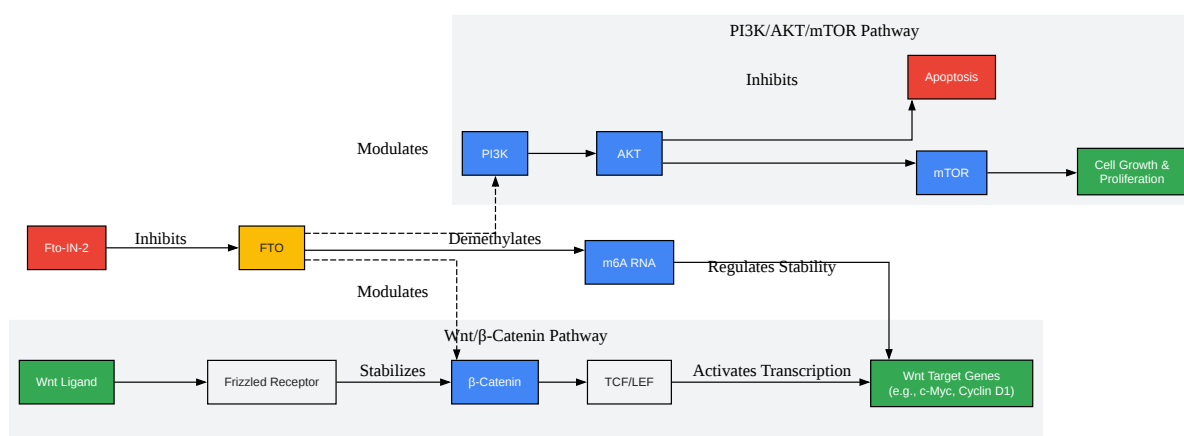 PI3K/AKT/mTOR Pathway
Inhibits
Apoptosis
Modulates
PI3K
AKT
mTOR
Cell Growth &
Proliferation
Fto-IN-2
Inhibits
FTO
Demethylates
m6A RNA
Regulates Stability
Modulates
Wnt/β-Catenin Pathway
Wnt Ligand
Frizzled Receptor
Stabilizes
β-Catenin
TCF/LEF
Activates Transcription
Wnt Target Genes
(e.g., c-Myc, Cyclin D1)